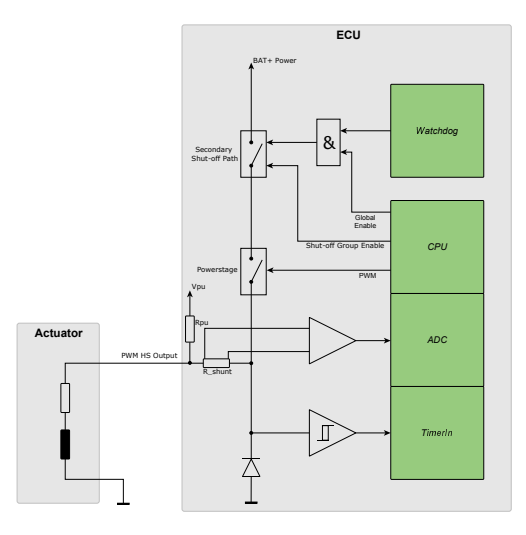 ECU
BAT+ Power
Watchdog
&
Secondary
Shut-off Path
Global
Enable
Shut-off Group Enable
CPU
Powerstage
PWM
Vpu
Rpu
Actuator
ADC
PWM HS Output
R_shunt
TimerIn